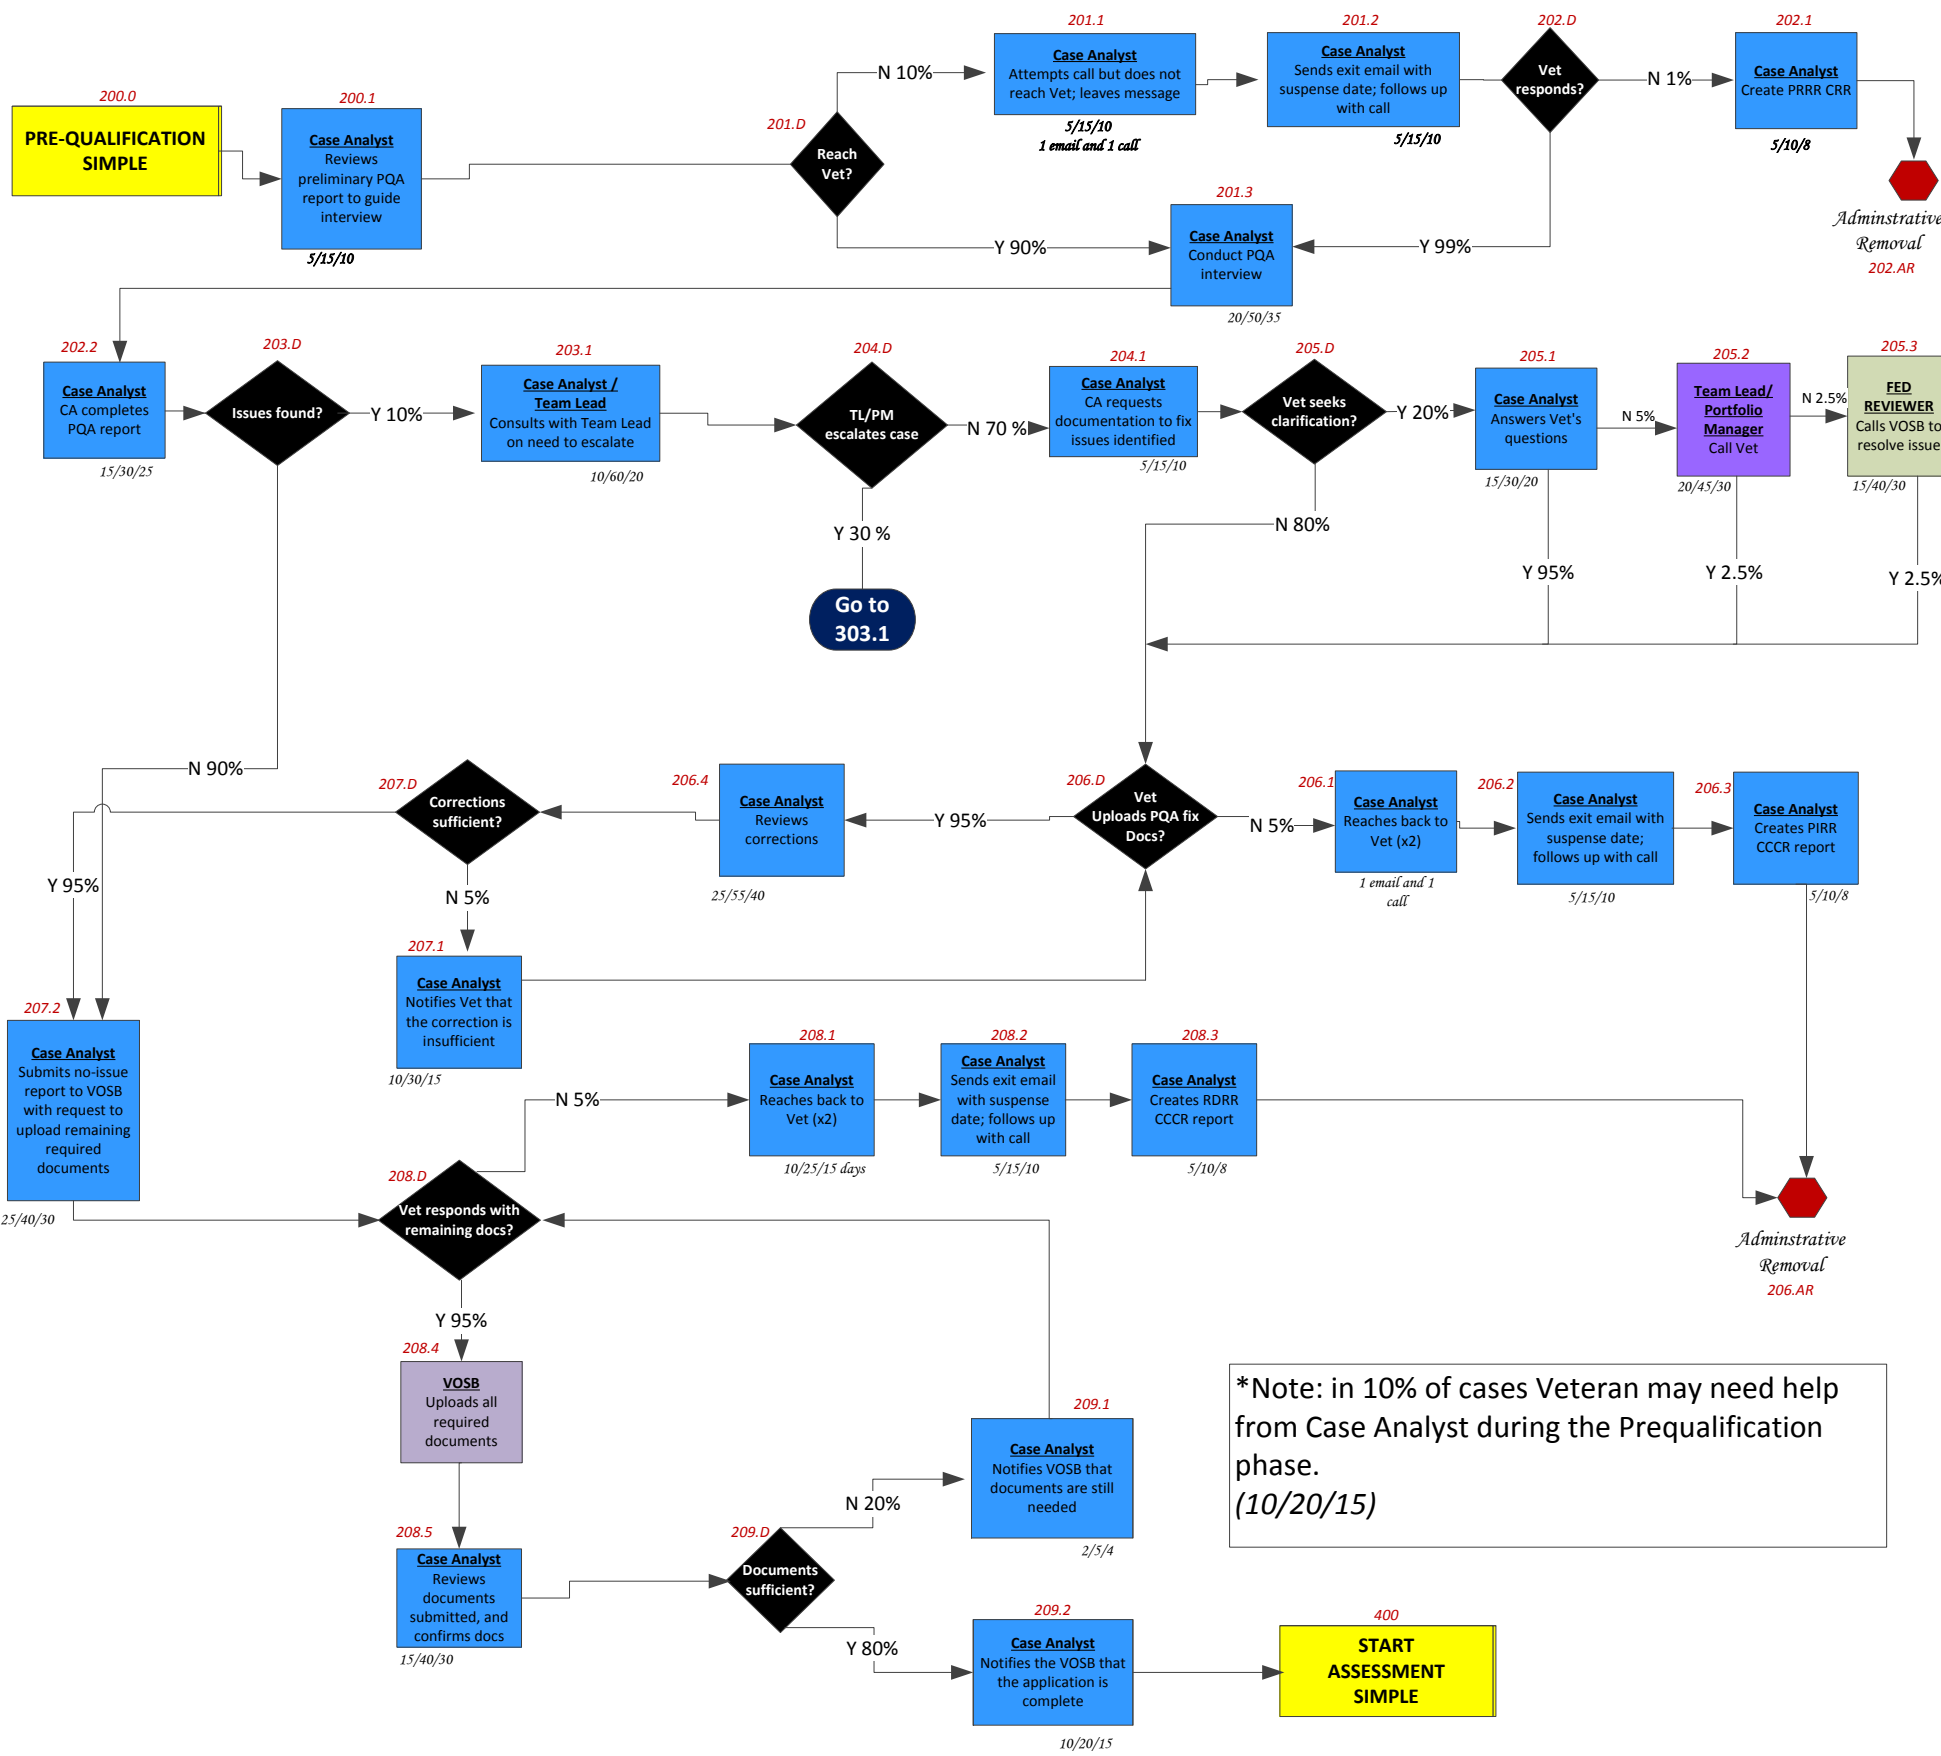 200.0
PRE-QUALIFICATION
SIMPLE
200.1
Case Analyst
Reviews
preliminary PQA
report to guide
interview
5/15/10
201.D
Reach
Vet?
N 10%
Y 90%
201.1
Case Analyst
Attempts call but does not
reach Vet; leaves message
5/15/10
1 email and 1 call
201.2
Case Analyst
Sends exit email with
suspense date; follows up
with call
5/15/10
202.D
Vet
responds?
N 1%
Y 99%
202.1
Case Analyst
Create PRRR CRR
5/10/8
Adminstrative
Removal
202.AR
201.3
Case Analyst
Conduct PQA
interview
20/50/35
202.2
Case Analyst
CA completes
PQA report
15/30/25
203.D
Issues found?
Y 10%
N 90%
203.1
Case Analyst /
Team Lead
Consults with Team Lead
on need to escalate
10/60/20
204.D
TL/PM
escalates case
N 70 %
Y 30 %
Go to
303.1
204.1
Case Analyst
CA requests
documentation to fix
issues identified
5/15/10
205.D
Vet seeks
clarification?
Y 20%
N 80%
205.1
Case Analyst
Answers Vet's
questions
15/30/20
N 5%
Y 95%
205.2
Team Lead/
Portfolio
Manager
Call Vet
20/45/30
N 2.5%
Y 2.5%
205.3
FED
REVIEWER
Calls VOSB to
resolve issue
15/40/30
Y 2.5%
207.D
Corrections
sufficient?
Y 95%
N 5%
206.4
Case Analyst
Reviews
corrections
25/55/40
Y 95%
206.D
Vet
Uploads PQA fix
Docs?
N 5%
206.1
Case Analyst
Reaches back to
Vet (x2)
1 email and 1
call
206.2
Case Analyst
Sends exit email with
suspense date;
follows up with call
5/15/10
206.3
Case Analyst
Creates PIRR
CCCR report
5/10/8
207.1
Case Analyst
Notifies Vet that
the correction is
insufficient
10/30/15
207.2
Case Analyst
Submits no-issue
report to VOSB
with request to
upload remaining
required
documents
25/40/30
208.D
Vet responds with
remaining docs?
N 5%
Y 95%
208.1
Case Analyst
Reaches back to
Vet (x2)
10/25/15 days
208.2
Case Analyst
Sends exit email
with suspense
date; follows up
with call
5/15/10
208.3
Case Analyst
Creates RDRR
CCCR report
5/10/8
Adminstrative
Removal
206.AR
208.4
VOSB
Uploads all
required
documents
208.5
Case Analyst
Reviews
documents
submitted, and
confirms docs
15/40/30
209.D
Documents
sufficient?
N 20%
Y 80%
209.1
Case Analyst
Notifies VOSB that
documents are still
needed
2/5/4
209.2
Case Analyst
Notifies the VOSB that
the application is
complete
10/20/15
400
START
ASSESSMENT
SIMPLE
*Note: in 10% of cases Veteran may need help
from Case Analyst during the Prequalification
phase.
(10/20/15)